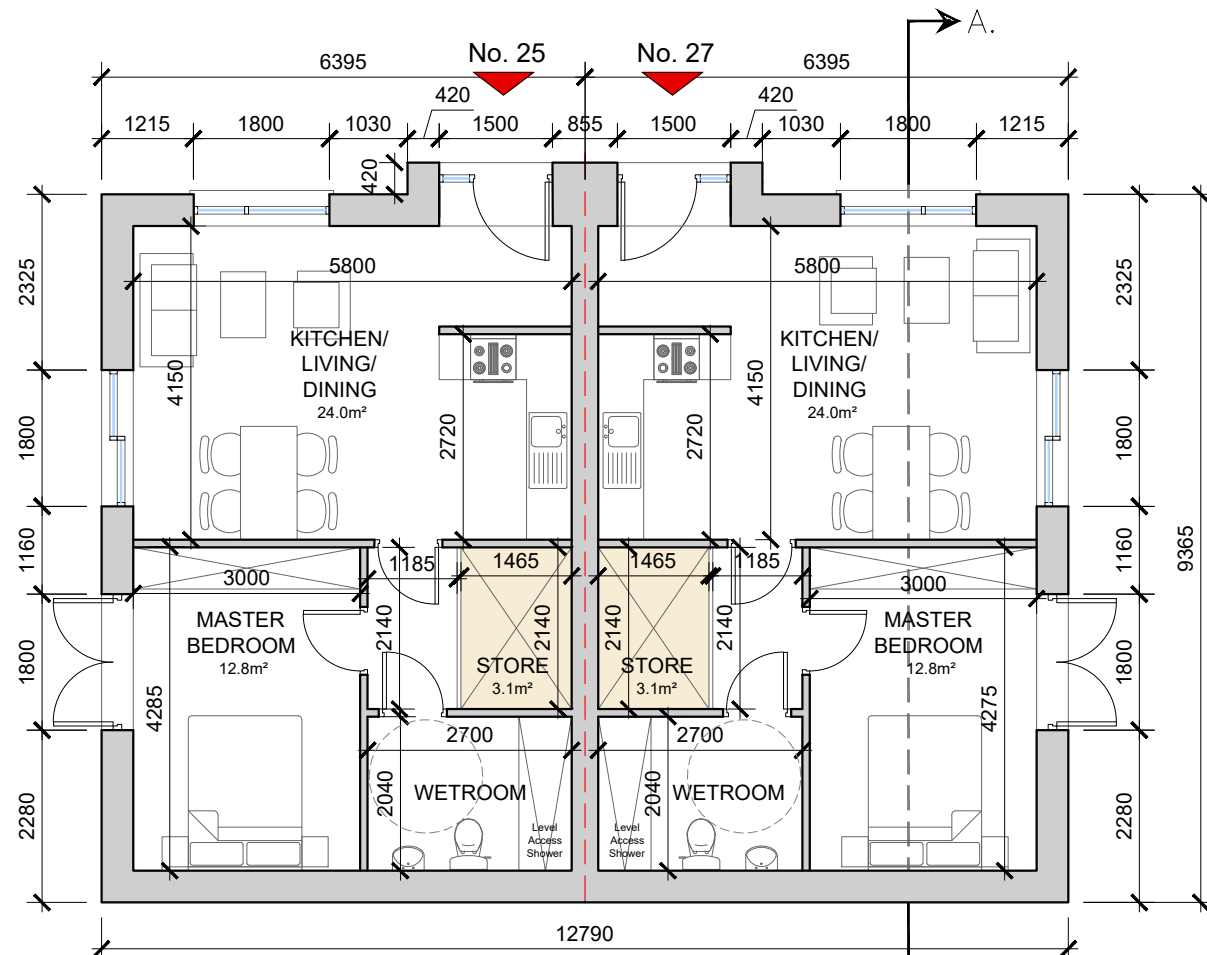 A.
No. 25
No. 27
6395
6395
420
420
1215
1800
1030
1500
855
1500
1030
1800
1215
420
2325
1800
1160
1800
2280
5800
5800
KITCHEN/
LIVING/
DINING
24.0m²
KITCHEN/
LIVING/
DINING
24.0m²
4150
2720
2720
4150
2325
1800
1160
1800
2280
9365
1185
1465
1465
1185
3000
3000
MASTER
BEDROOM
12.8m²
MASTER
BEDROOM
12.8m²
2140
2140
2140
2140
STORE
3.1m²
STORE
3.1m²
4285
4275
2700
2700
2040
2040
WETROOM
WETROOM
Level
Access
Shower
Level
Access
Shower
12790